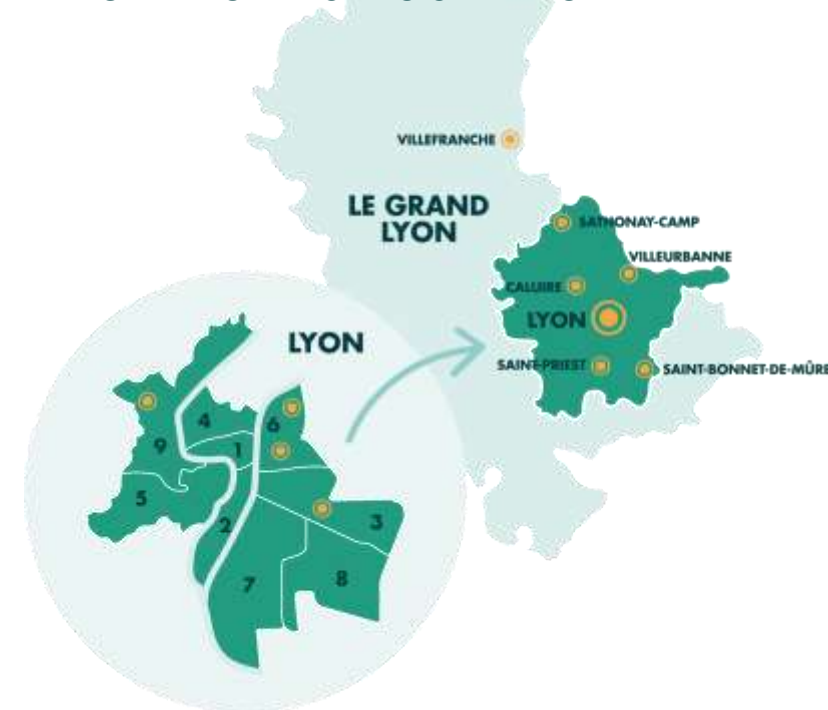 VILLEFRANCHE
LE GRAND
LYON
SATHONAY-CAMP
VILLEURBANNE
CALUIRE
LYON
SAINT-PRIEST
SAINT-BONNET-DE-MÛRE
LYON
4
6
9
1
5
2
3
7
8